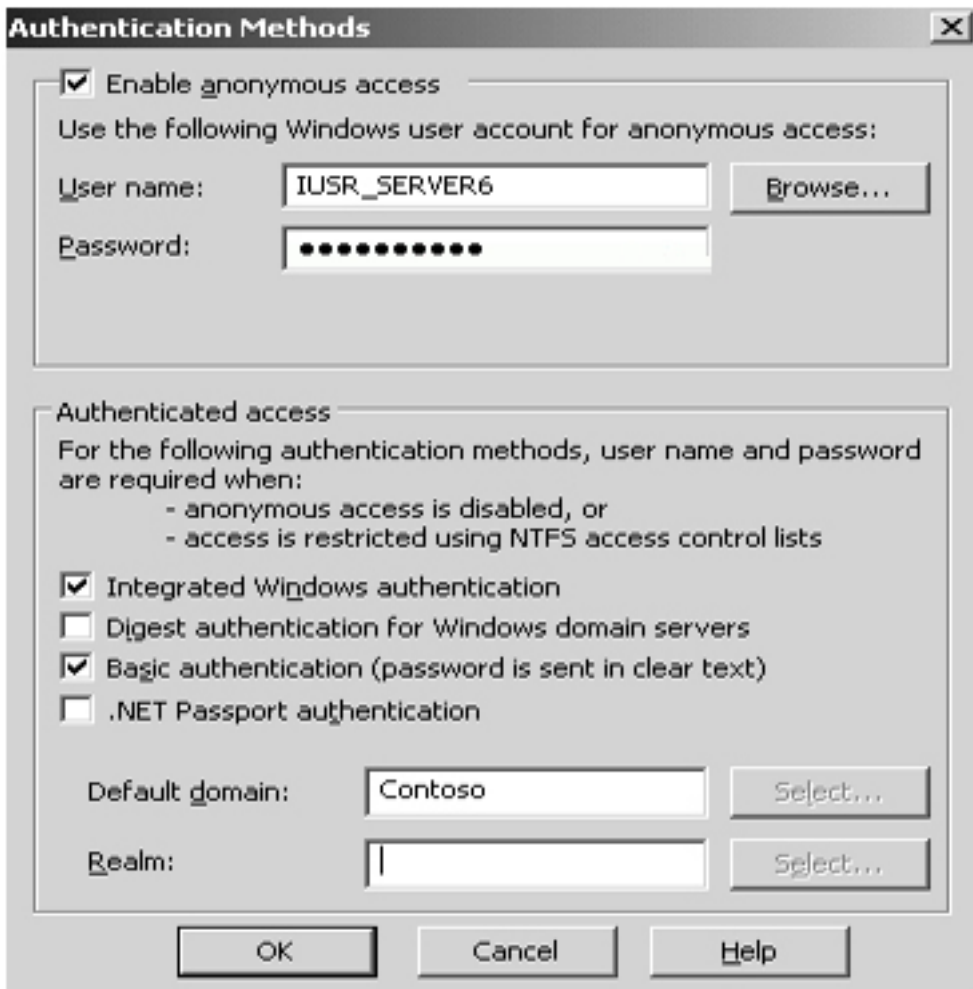 Authentication Methods
Enable anonymous access
Use the following Windows user account for anonymous access:
User name:
IUSR_SERVER6
Browse...
Password:
●●●●●●●●●●
Authenticated access
For the following authentication methods, user name and password
are required when:
- anonymous access is disabled, or
- access is restricted using NTFS access control lists
Integrated Windows authentication
Digest authentication for Windows domain servers
Basic authentication (password is sent in clear text)
.NET Passport authentication
Default domain:
Contoso
Select...
Realm:
Select...
OK
Cancel
Help